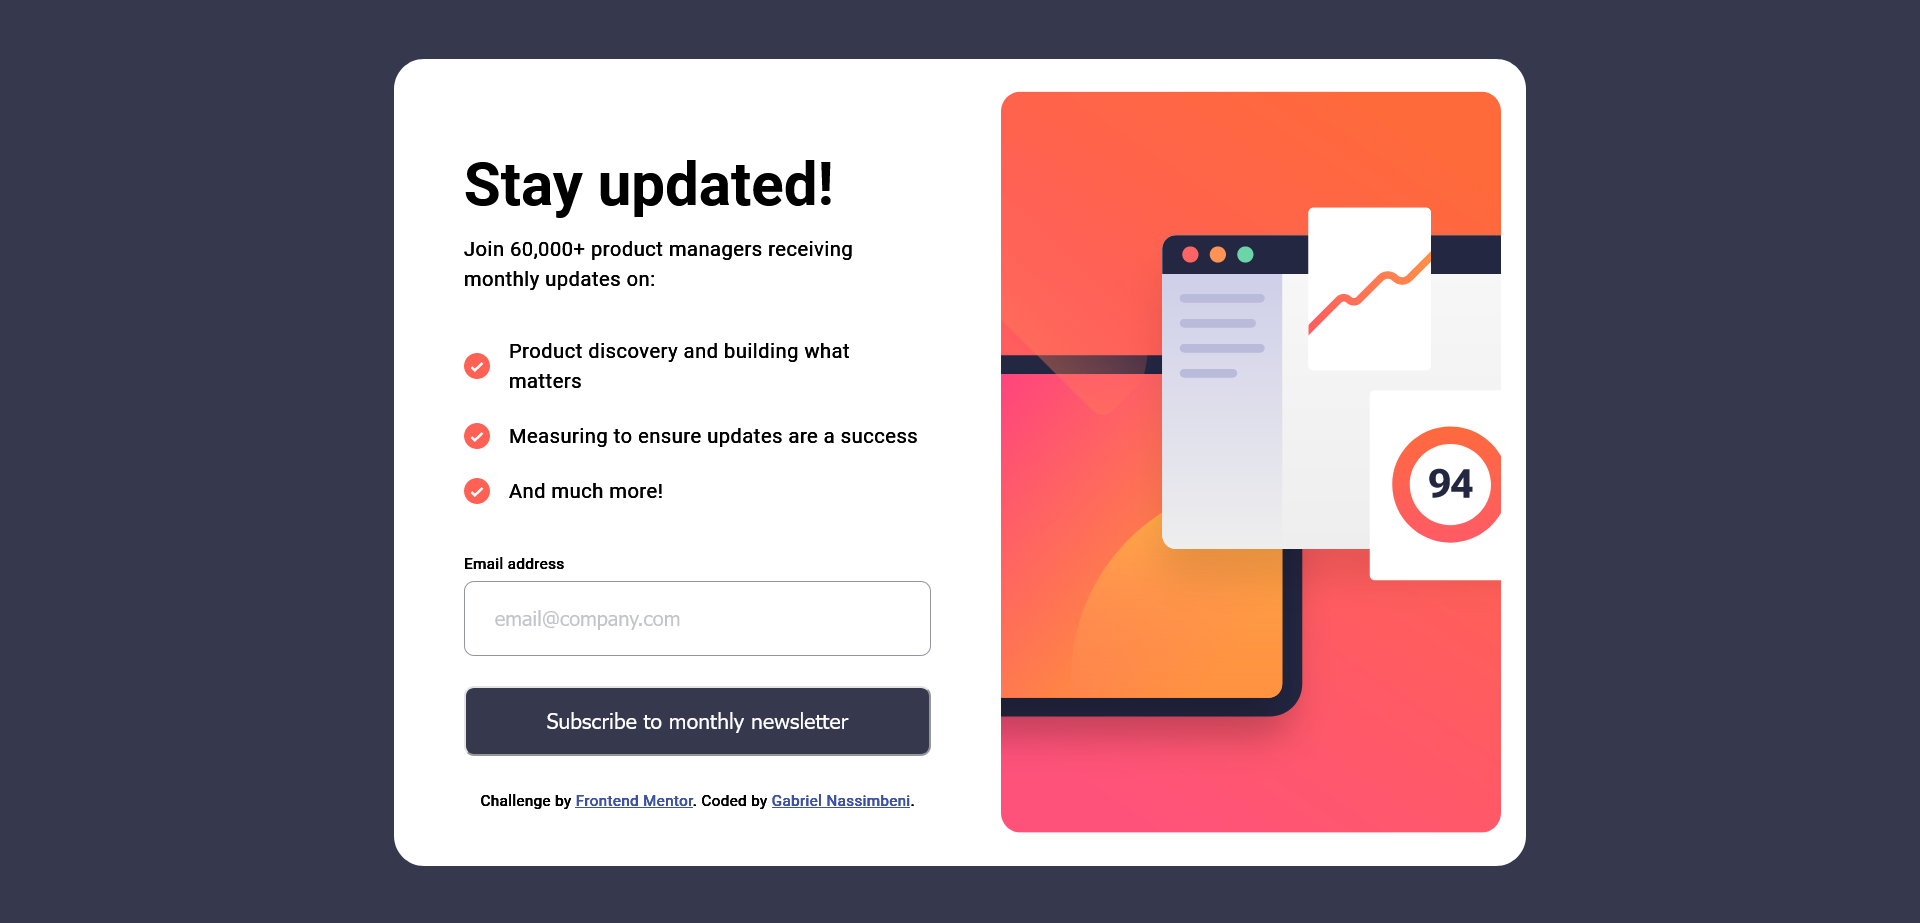 Stay updated!
Join 60,000+ product managers receiving
monthly updates on:
Product discovery and building what
matters
Measuring to ensure updates are a success
And much more!
Email address
email@company.com
Subscribe to monthly newsletter
Challenge by Frontend Mentor. Coded by Gabriel Nassimbeni.
94